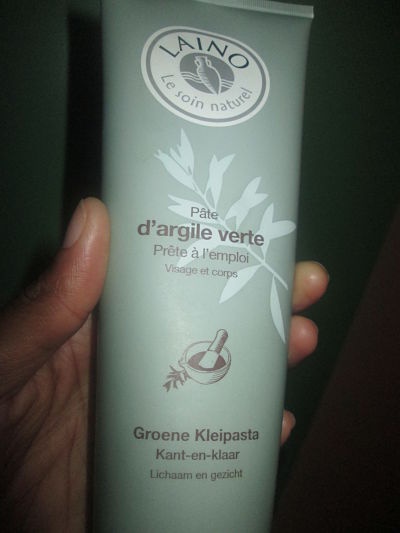 LAINO
Le soin naturel
Pâte
d'argile verte
Prête à l'emploi
Visage et corps
Groene Kleipasta
Kant-en-klaar
Lichaam en gezicht